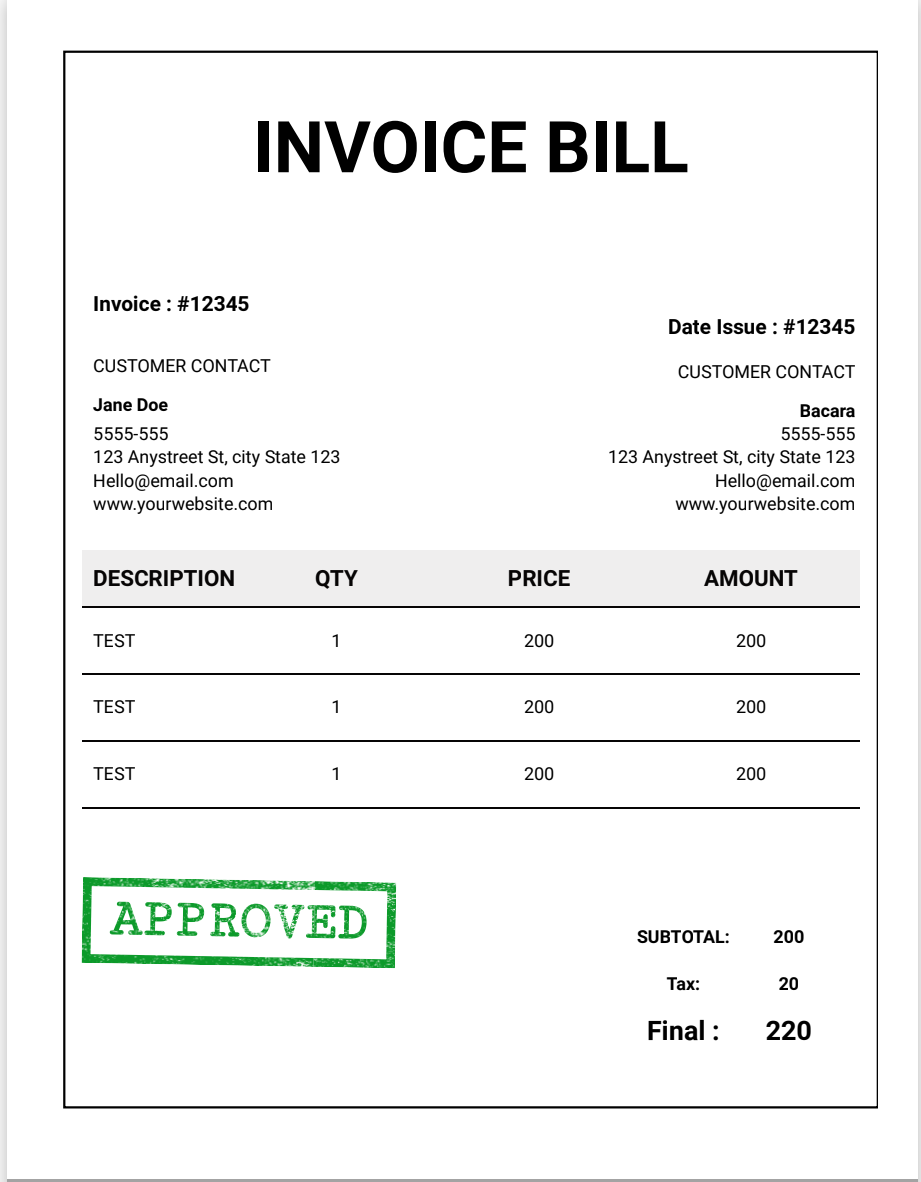 INVOICE BILL
Invoice : #12345
Date Issue : #12345
CUSTOMER CONTACT
Jane Doe
5555-555
123 Anystreet St, city State 123
Hello@email.com
www.yourwebsite.com
CUSTOMER CONTACT
Bacara
5555-555
123 Anystreet St, city State 123
Hello@email.com
www.yourwebsite.com
DESCRIPTION QTY PRICE AMOUNT
TEST 1 200 200
TEST 1 200 200
TEST 1 200 200
APPROVED
SUBTOTAL: 200
Tax: 20
Final : 220